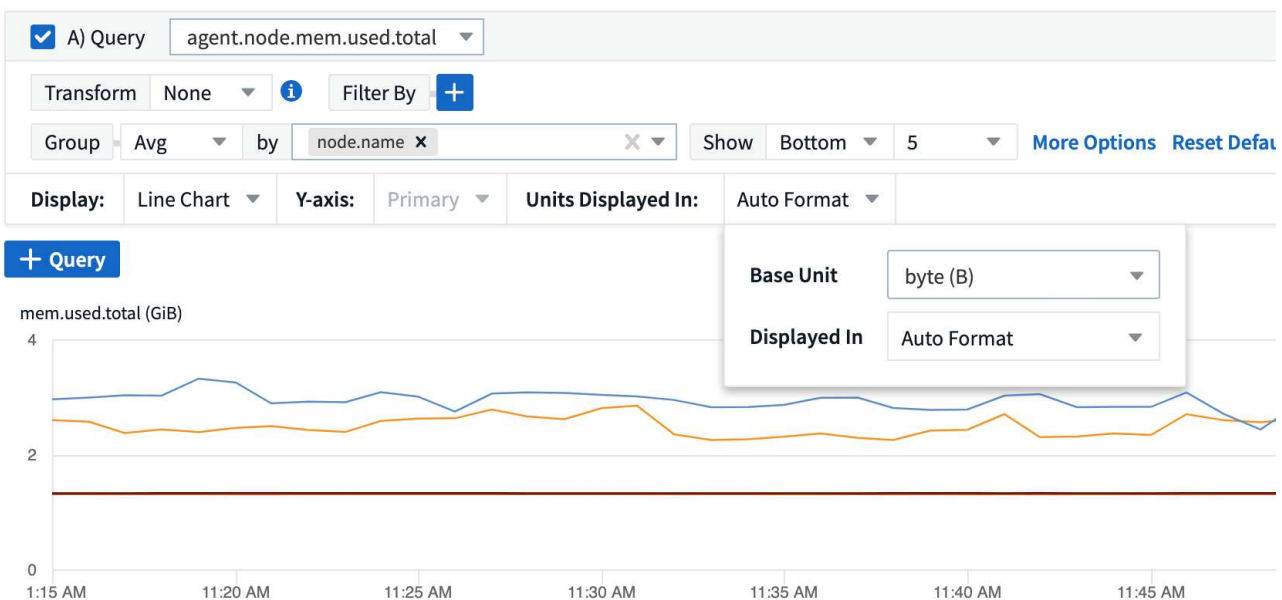 A) Query agent.node.mem.used.total
Transform None i Filter By +
Group Avg by node.name × Show Bottom 5 More Options Reset Defau
Display: Line Chart Y-axis: Primary Units Displayed In: Auto Format
+ Query
Base Unit byte (B)
Displayed In Auto Format
mem.used.total (GiB)
4
2
0
1:15 AM 11:20 AM 11:25 AM 11:30 AM 11:35 AM 11:40 AM 11:45 AM